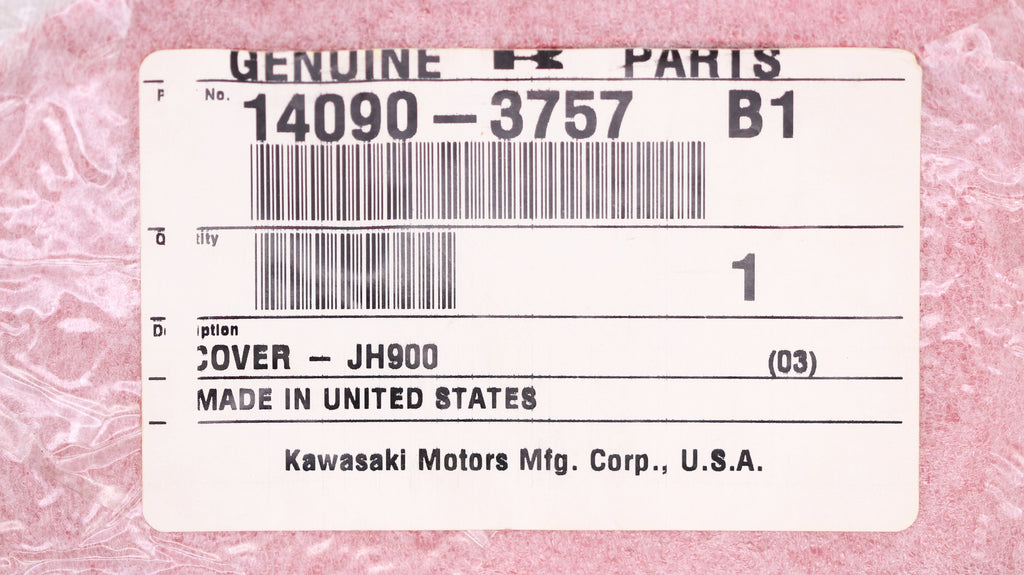 GENUINE K PARTS
No.
14090-3757 B1
1
COVER - JH900 (03)
MADE IN UNITED STATES
Kawasaki Motors Mfg. Corp., U.S.A.